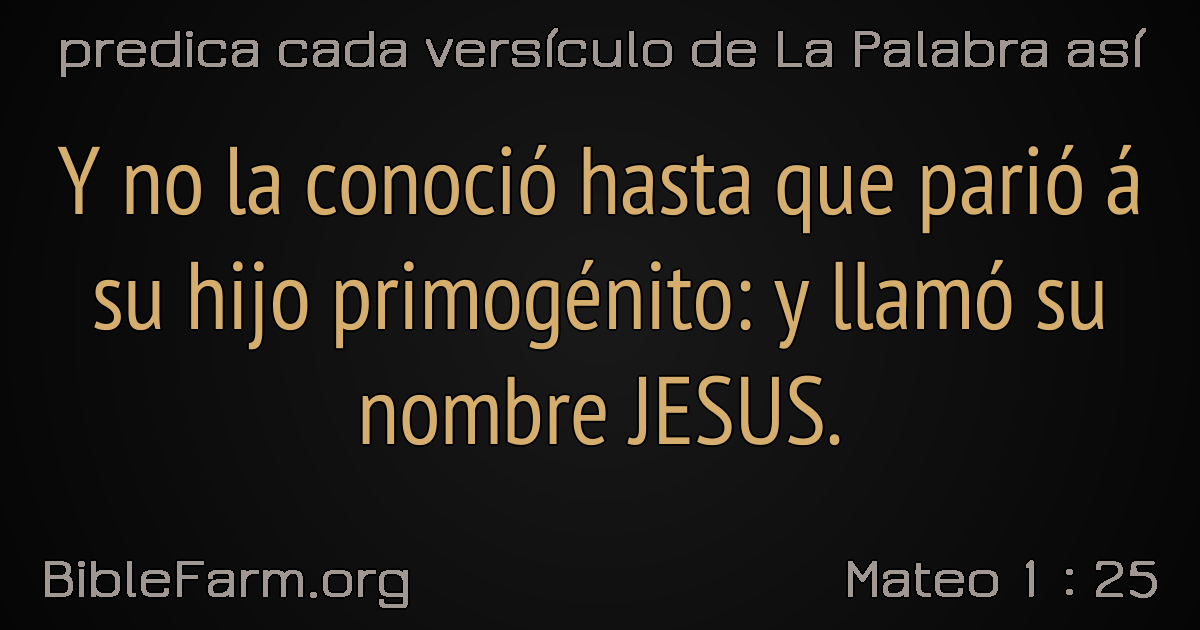 predica cada versículo de La Palabra así
Y no la conoció hasta que parió á
su hijo primogénito: y llamó su
nombre JESUS.
BibleFarm.org
Mateo 1 : 25